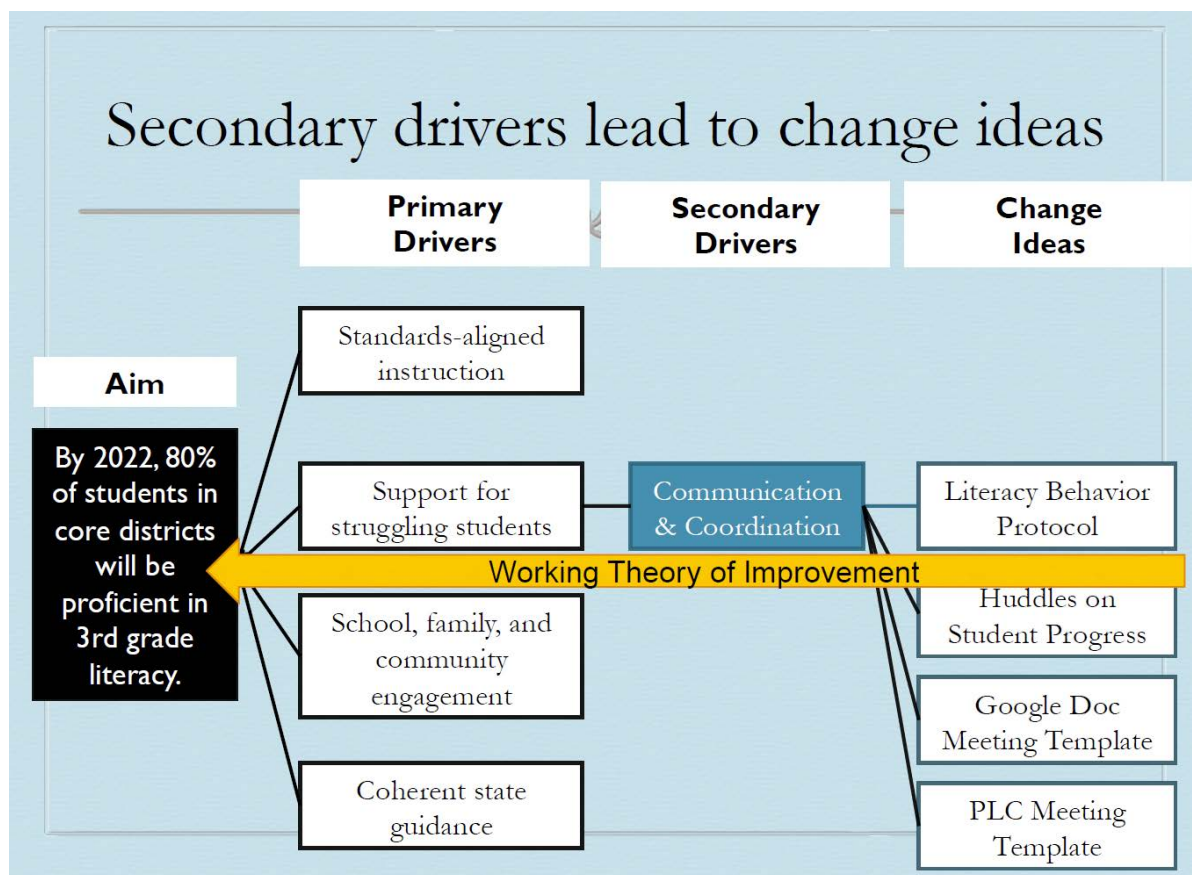 Secondary drivers lead to change ideas
Primary
Drivers
Secondary
Drivers
Change
Ideas
Aim
By 2022, 80%
of students in
core districts
will be
proficient in
3rd grade
literacy.
Standards-aligned
instruction
Support for
struggling students
School, family, and
community
engagement
Coherent state
guidance
Communication
& Coordination
Literacy Behavior
Protocol
Working Theory of Improvement
Huddles on
Student Progress
Google Doc
Meeting Template
PLC Meeting
Template